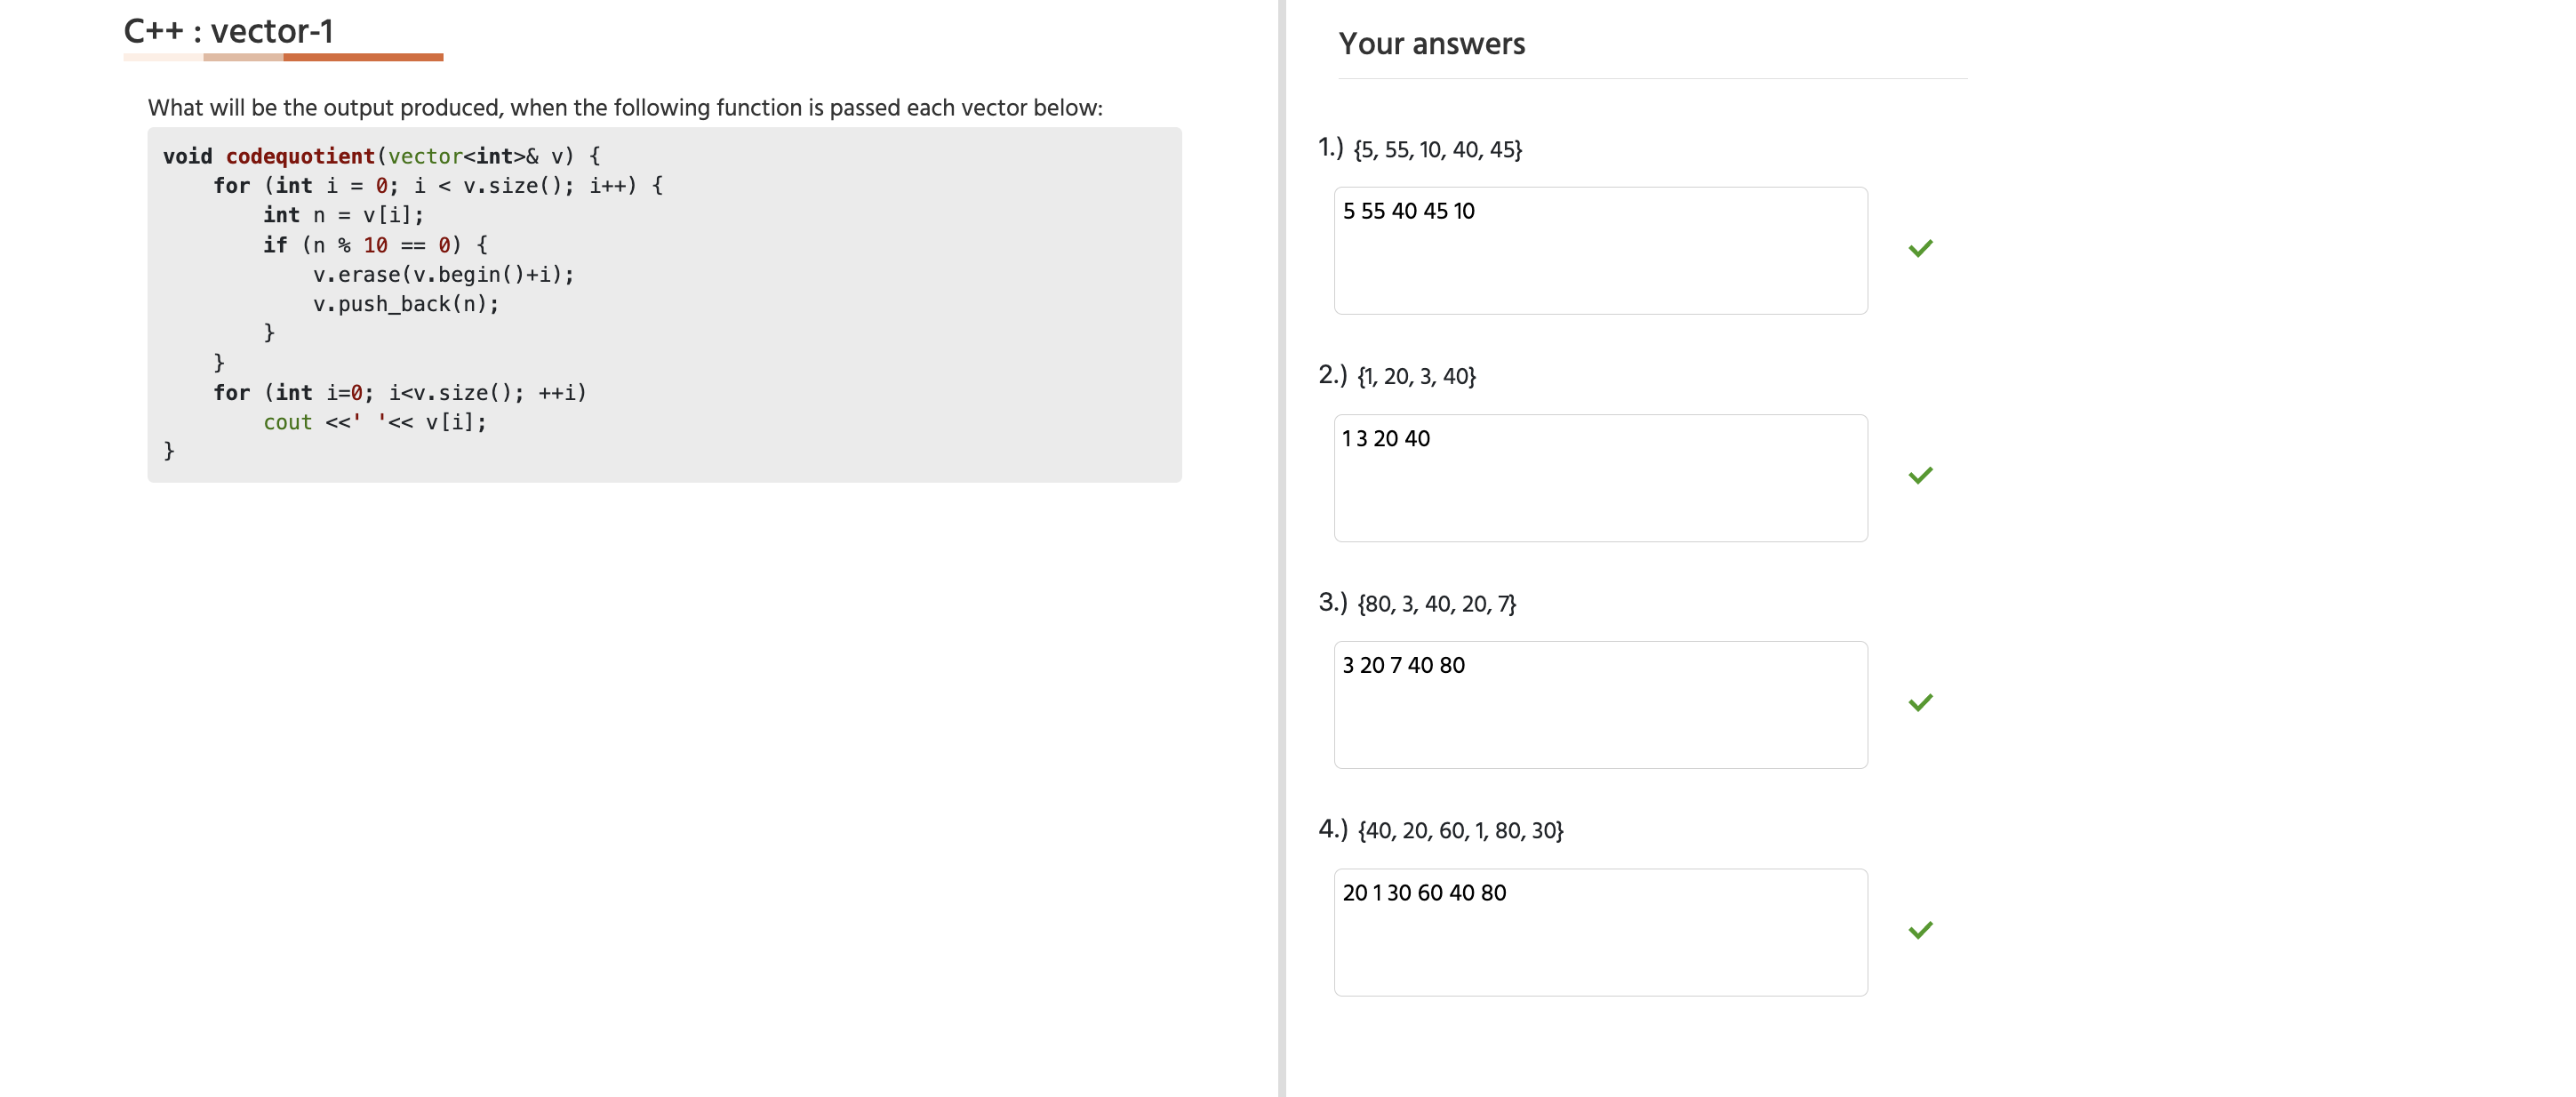 C++ : vector-1
What will be the output produced, when the following function is passed each vector below:
void codequotient(vector<int>& v) {
    for (int i = 0; i < v.size(); i++) {
        int n = v[i];
        if (n % 10 == 0) {
            v.erase(v.begin()+i);
            v.push_back(n);
        }
    }
    for (int i=0; i<v.size(); ++i)
        cout <<' '<< v[i];
}
Your answers
1.) {5, 55, 10, 40, 45}
5 55 40 45 10
2.) {1, 20, 3, 40}
1 3 20 40
3.) {80, 3, 40, 20, 7}
3 20 7 40 80
4.) {40, 20, 60, 1, 80, 30}
20 1 30 60 40 80